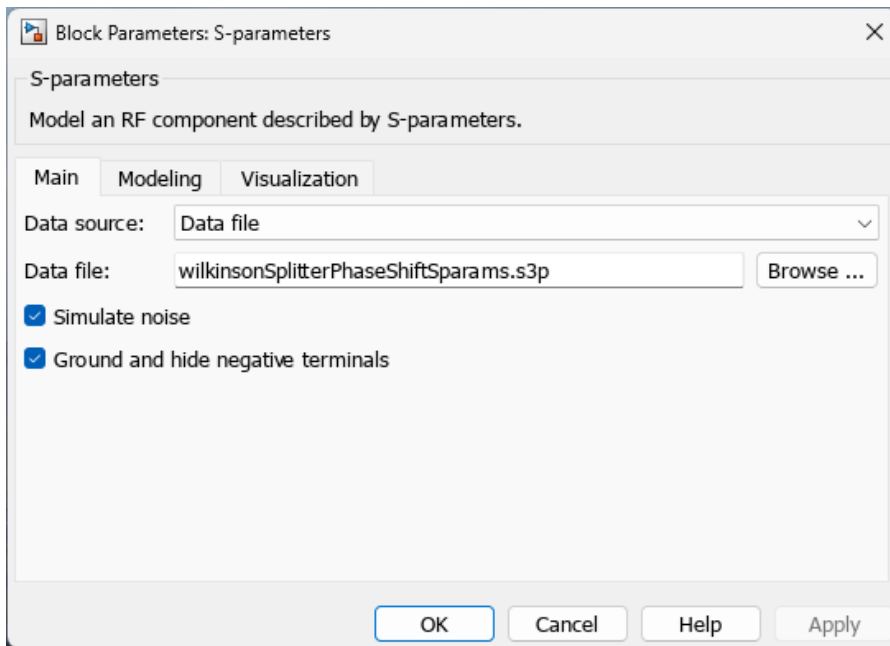 Block Parameters: S-parameters
S-parameters
Model an RF component described by S-parameters.
Main Modeling Visualization
Data source: Data file
Data file: wilkinsonSplitterPhaseShiftSparams.s3p Browse ...
Simulate noise
Ground and hide negative terminals
OK Cancel Help Apply